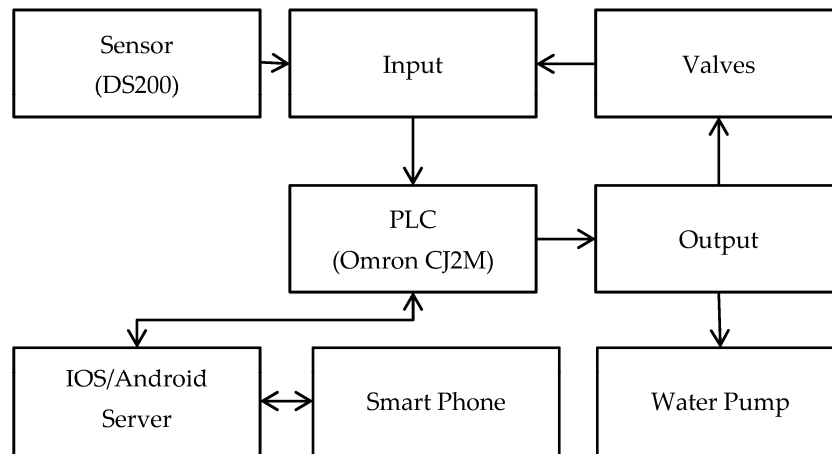 Sensor
(DS200)
Input
Valves
PLC
(Omron CJ2M)
Output
IOS/Android
Server
Smart Phone
Water Pump